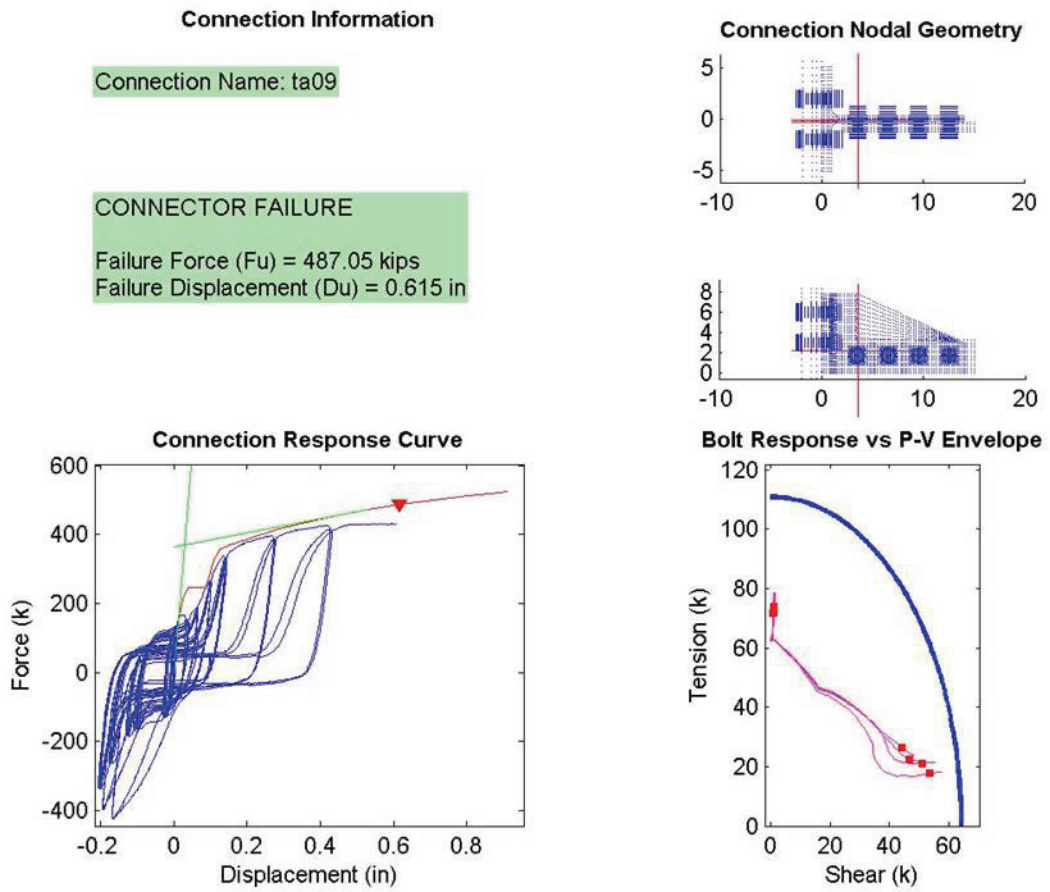 Connection Information
Connection Name: ta09
CONNECTOR FAILURE
Failure Force (Fu) = 487.05 kips
Failure Displacement (Du) = 0.615 in
Connection Nodal Geometry
5
0
-5
-10 0 10 20
8
6
4
2
0
-10 0 10 20
Connection Response Curve
600
400
200
0
-200
-400
Force (k)
-0.2 0 0.2 0.4 0.6 0.8
Displacement (in)
Bolt Response vs P-V Envelope
120
100
80
60
40
20
0
Tension (k)
0 20 40 60
Shear (k)